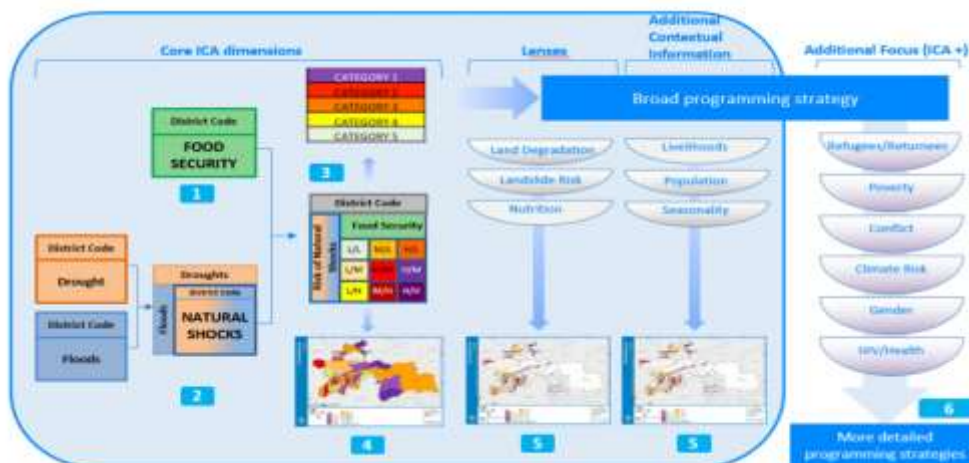 Core ICA dimensions
Lenses
Additional
Contextual
Information
Additional Focus (ICA +)
CATEGORY 1
CATEGORY 2
CATEGORY 3
CATEGORY 4
CATEGORY 5
Broad programming strategy
District Code
FOOD
SECURITY
1
3
Land Degradation
Landslide Risk
Nutrition
Livelihoods
Population
Seasonality
Refugees/Returnees
Poverty
Conflict
Climate Risk
Gender
HIV/Health
District Code
Food Security
Risk of Natural
Shocks
L/L
M/L
H/L
L/M
M/M
H/M
L/H
M/H
H/H
District Code
Drought
District Code
Floods
Droughts
Floods
District Code
NATURAL
SHOCKS
2
4
5
5
6
More detailed
programming strategies